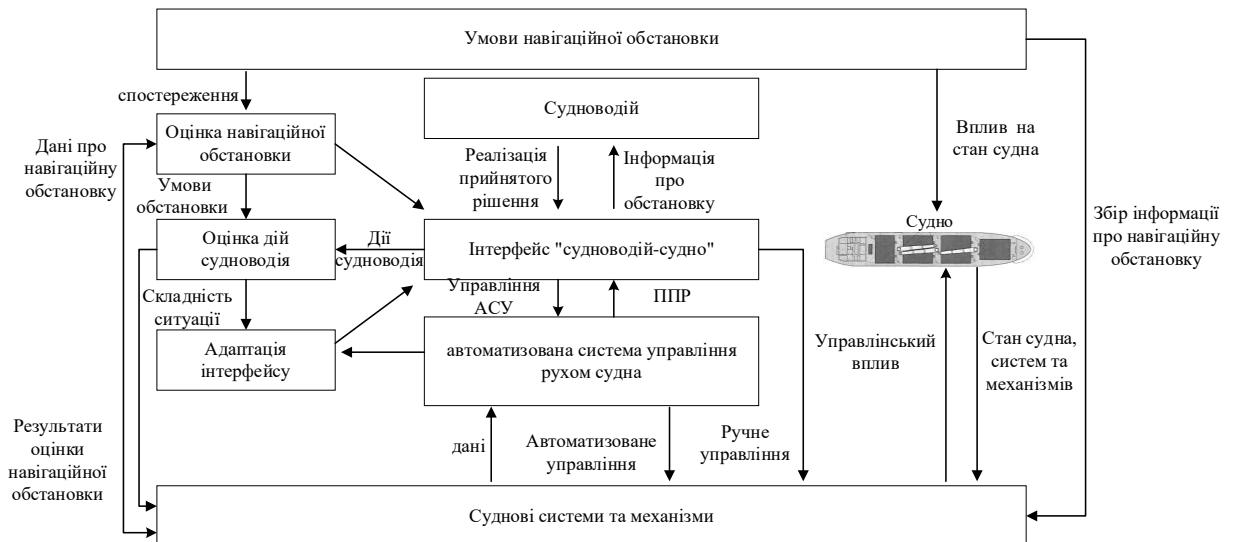 Умови навігаційної обстановки
спостереження
Судноводій
Оцінка навігаційної
обстановки
Дані про
навігаційну
обстановку
Реалізація
прийнятого
рішення
Інформація
про
обстановку
Вплив на
стан судна
Умови
обстановки
Збір інформації
про навігаційну
обстановку
Оцінка дій
судноводія
Дії
судноводія
Інтерфейс "судноводій-судно"
Судно
Складність
ситуації
Управління
АСУ
ППР
Адаптація
інтерфейсу
автоматизована система управління
рухом судна
Управлінський
вплив
Стан судна,
систем та
механізмів
Результати
оцінки
навігаційної
обстановки
дані
Автоматизоване
управління
Ручне
управління
Суднові системи та механізми